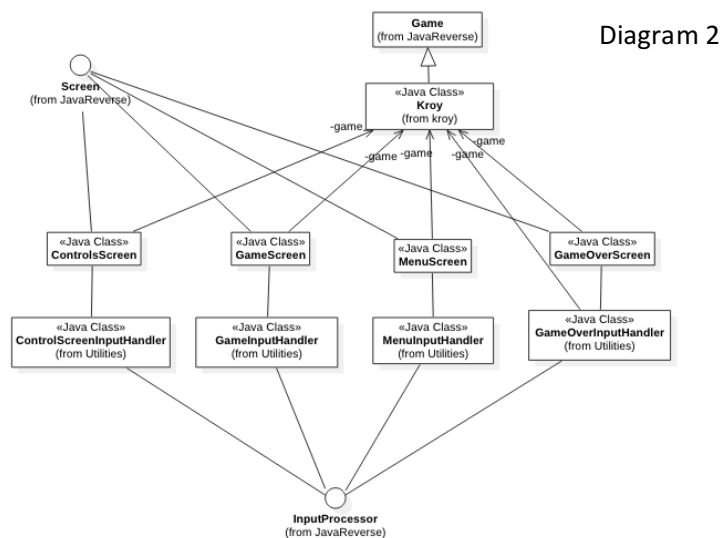 Diagram 2
Game
(from JavaReverse)
Screen
(from JavaReverse)
«Java Class»
Kroy
(from kroy)
-game
-game
-game
-game
-game
«Java Class»
ControlsScreen
«Java Class»
GameScreen
«Java Class»
MenuScreen
«Java Class»
GameOverScreen
«Java Class»
ControlScreenInputHandler
(from Utilities)
«Java Class»
GameInputHandler
(from Utilities)
«Java Class»
MenuInputHandler
(from Utilities)
«Java Class»
GameOverInputHandler
(from Utilities)
InputProcessor
(from JavaReverse)